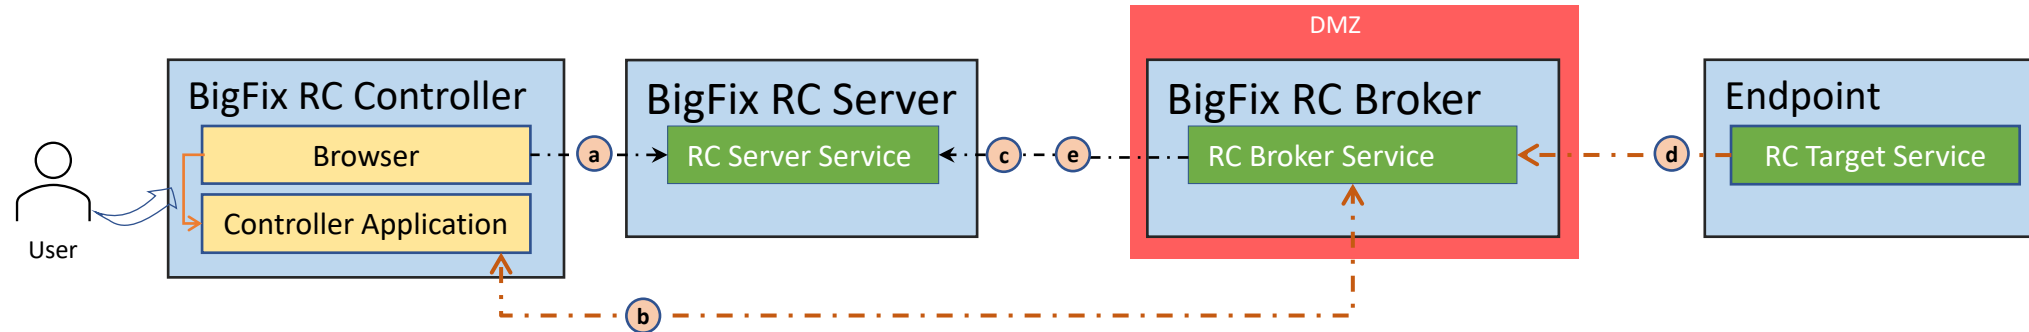 DMZ
BigFix RC Controller
BigFix RC Server
BigFix RC Broker
Endpoint
Browser
a
RC Server Service
c
e
RC Broker Service
d
RC Target Service
Controller Application
User
b